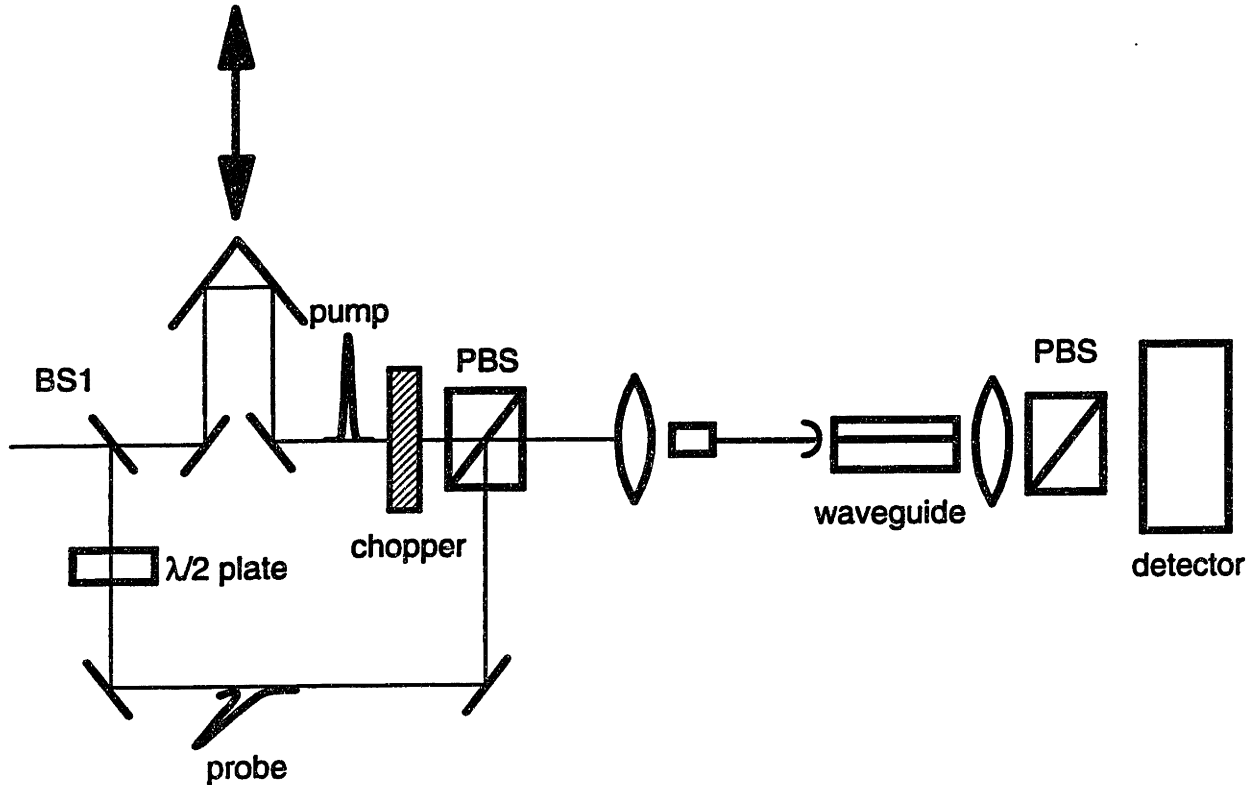 pump
PBS
PBS
BS1
waveguide
chopper
detector
λ/2 plate
probe